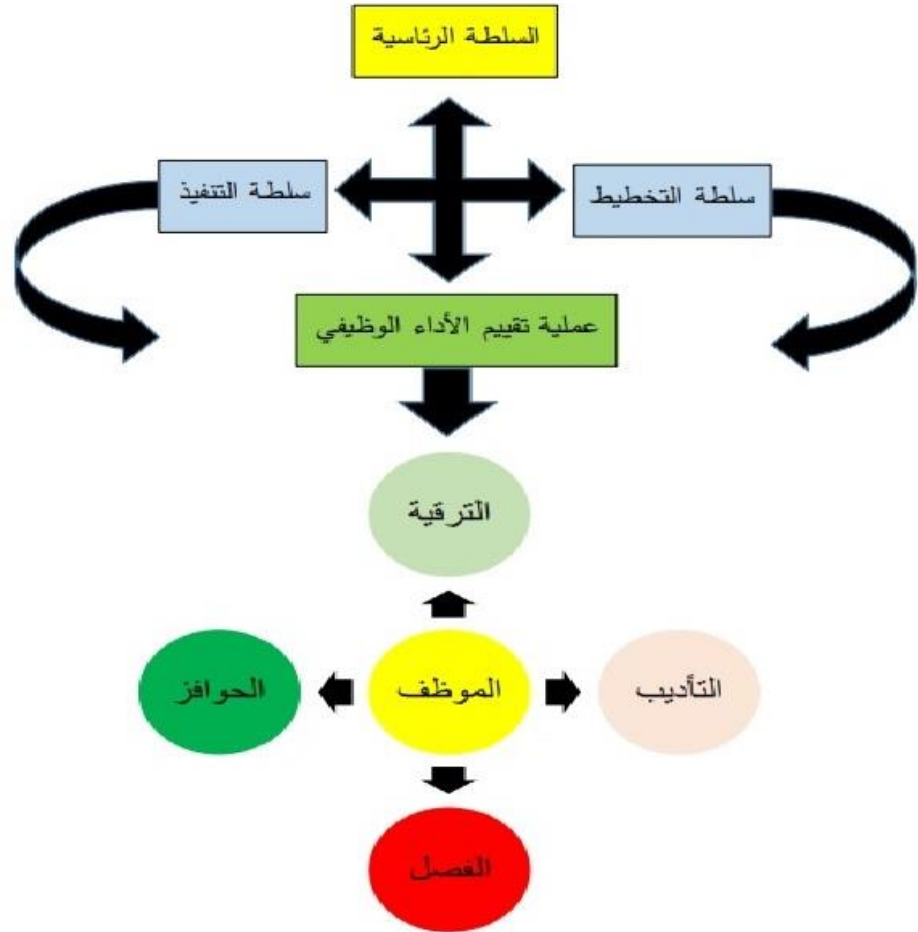 السلطة الرئاسية
سلطة التخطيط
سلطة التنفيذ
عملية تقييم الأداء الوظيفي
الترقية
التأديب
الموظف
الحوافز
الفصل